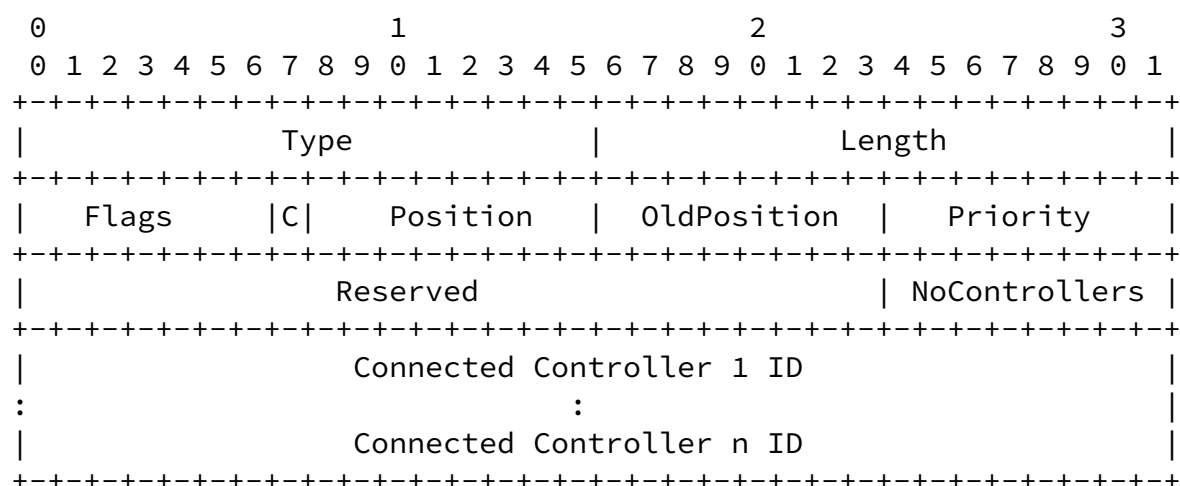 0                   1                   2                   3
 0 1 2 3 4 5 6 7 8 9 0 1 2 3 4 5 6 7 8 9 0 1 2 3 4 5 6 7 8 9 0 1
+-+-+-+-+-+-+-+-+-+-+-+-+-+-+-+-+-+-+-+-+-+-+-+-+-+-+-+-+-+-+-+-+
|              Type             |             Length            |
+-+-+-+-+-+-+-+-+-+-+-+-+-+-+-+-+-+-+-+-+-+-+-+-+-+-+-+-+-+-+-+-+
|   Flags     |C|    Position   |  OldPosition  |   Priority    |
+-+-+-+-+-+-+-+-+-+-+-+-+-+-+-+-+-+-+-+-+-+-+-+-+-+-+-+-+-+-+-+-+
|                 Reserved                      | NoControllers |
+-+-+-+-+-+-+-+-+-+-+-+-+-+-+-+-+-+-+-+-+-+-+-+-+-+-+-+-+-+-+-+-+
|                  Connected Controller 1 ID                    |
:                              :                                |
|                  Connected Controller n ID                    |
+-+-+-+-+-+-+-+-+-+-+-+-+-+-+-+-+-+-+-+-+-+-+-+-+-+-+-+-+-+-+-+-+